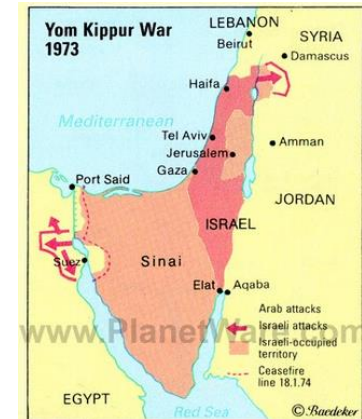 Yom Kippur War
1973
LEBANON
Beirut
SYRIA
Damascus
Haifa
Mediterranean
Tel Aviv
Amman
Jerusalem
Gaza
Port Said
JORDAN
ISRAEL
Suez
Sinai
Elat
Aqaba
Arab attacks
Israeli attacks
Israeli-occupied
territory
Ceasefire
line 18.1.74
www.PlanetWare.com
EGYPT
Red Sea
© Baedeker